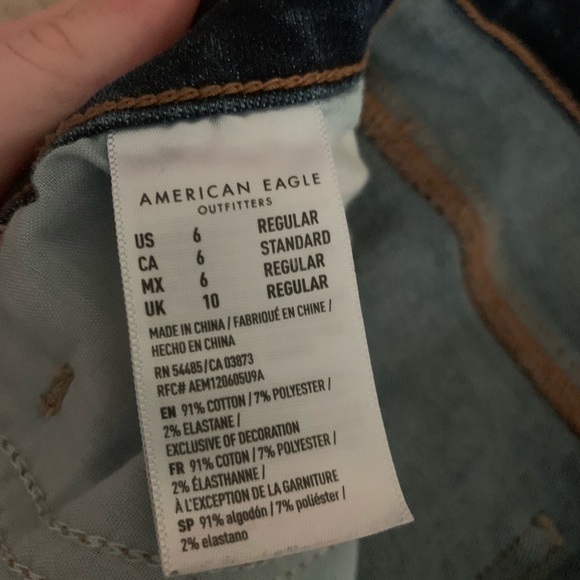 AMERICAN EAGLE
OUTFITTERS
US 6 REGULAR
CA 6 STANDARD
MX 6 REGULAR
UK 10 REGULAR
MADE IN CHINA / FABRIQUÉ EN CHINE /
HECHO EN CHINA
RN 54485/CA 03873
RFC# AEM120605U9A
EN 91% COTTON / 7% POLYESTER /
2% ELASTANE /
EXCLUSIVE OF DECORATION
FR 91% COTON / 7% POLYESTER /
2% ÉLASTHANNE /
À L'EXCEPTION DE LA GARNITURE
SP 91% algodón / 7% poliéster /
2% elastano